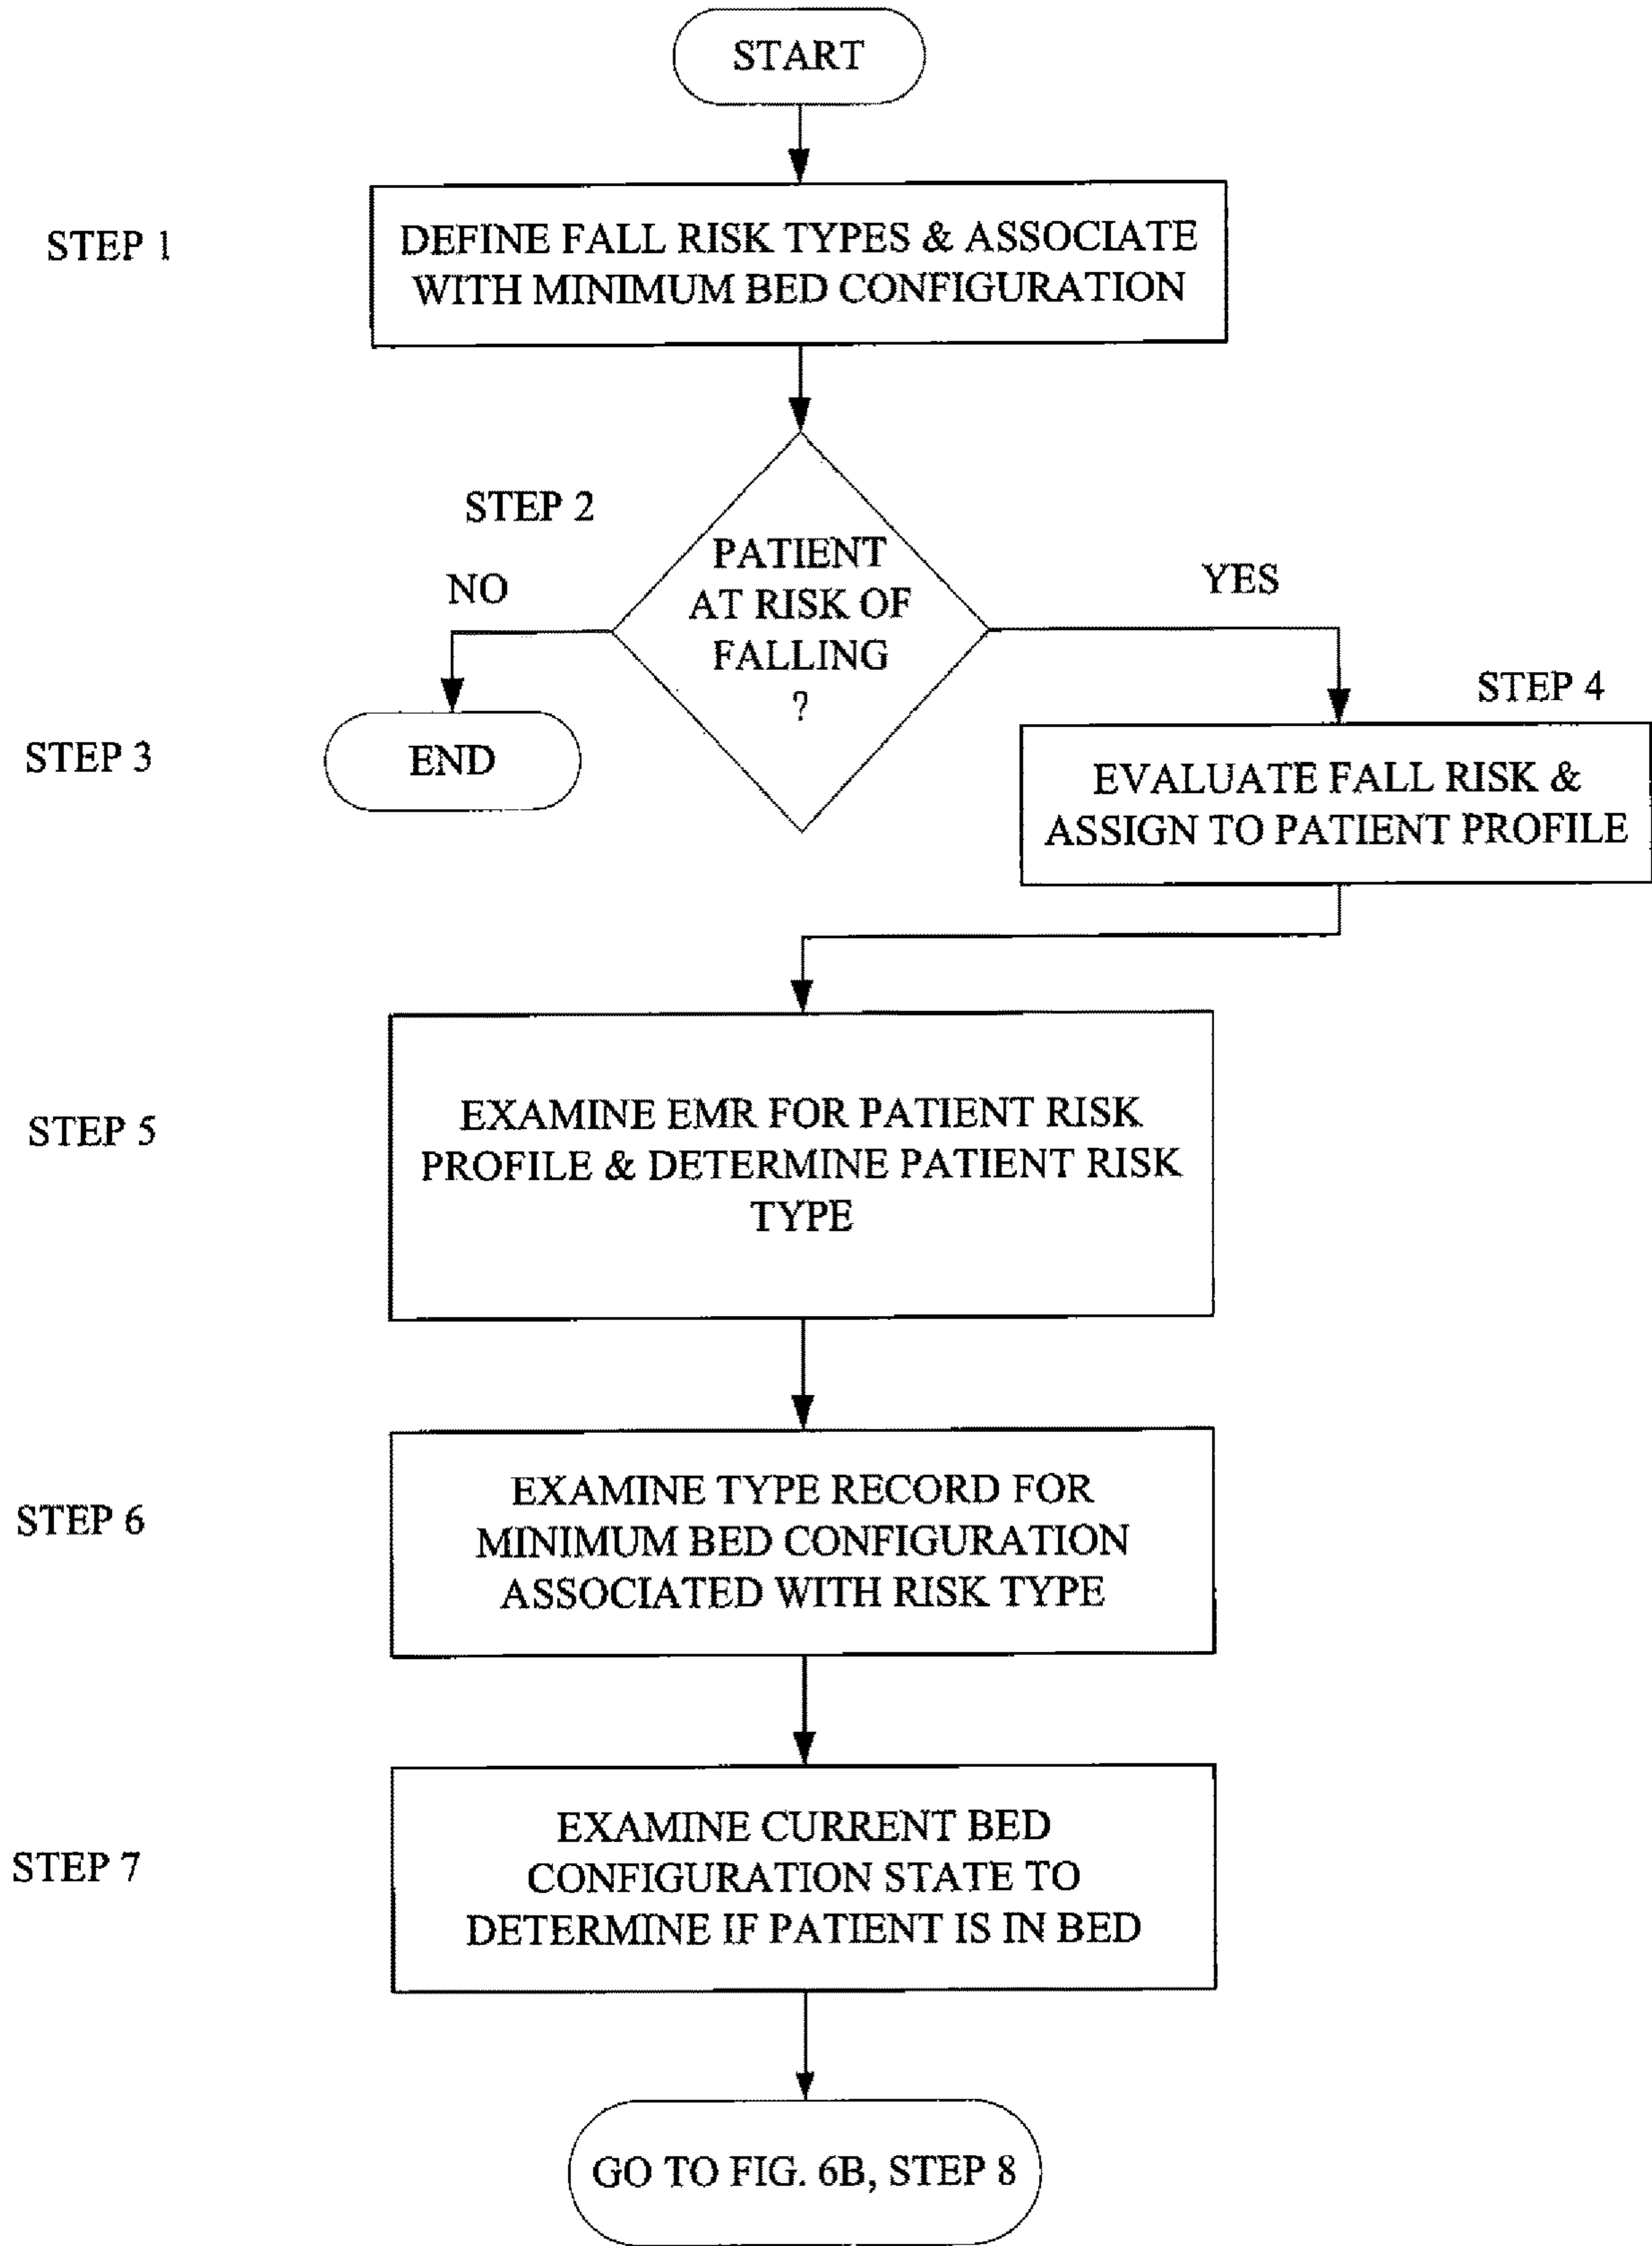 START
STEP 1
DEFINE FALL RISK TYPES & ASSOCIATE
WITH MINIMUM BED CONFIGURATION
STEP 2
PATIENT
AT RISK OF
FALLING
?
NO
YES
STEP 3
END
STEP 4
EVALUATE FALL RISK &
ASSIGN TO PATIENT PROFILE
STEP 5
EXAMINE EMR FOR PATIENT RISK
PROFILE & DETERMINE PATIENT RISK
TYPE
STEP 6
EXAMINE TYPE RECORD FOR
MINIMUM BED CONFIGURATION
ASSOCIATED WITH RISK TYPE
STEP 7
EXAMINE CURRENT BED
CONFIGURATION STATE TO
DETERMINE IF PATIENT IS IN BED
GO TO FIG. 6B, STEP 8